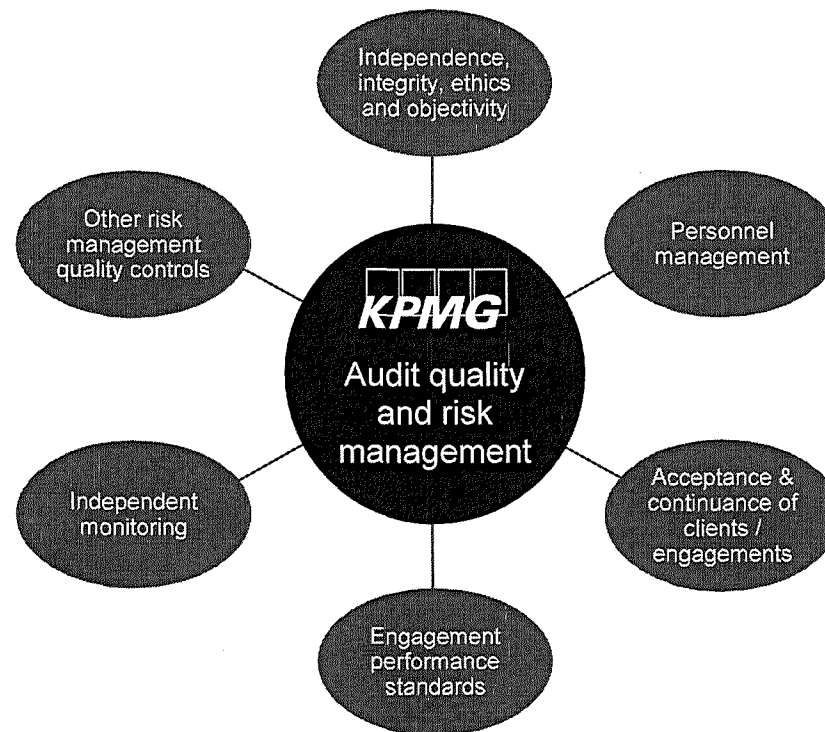 Independence,
integrity, ethics
and objectivity
Other risk
management
quality controls
Personnel
management
KPMG
Audit quality
and risk
management
Independent
monitoring
Acceptance &
continuance of
clients /
engagements
Engagement
performance
standards